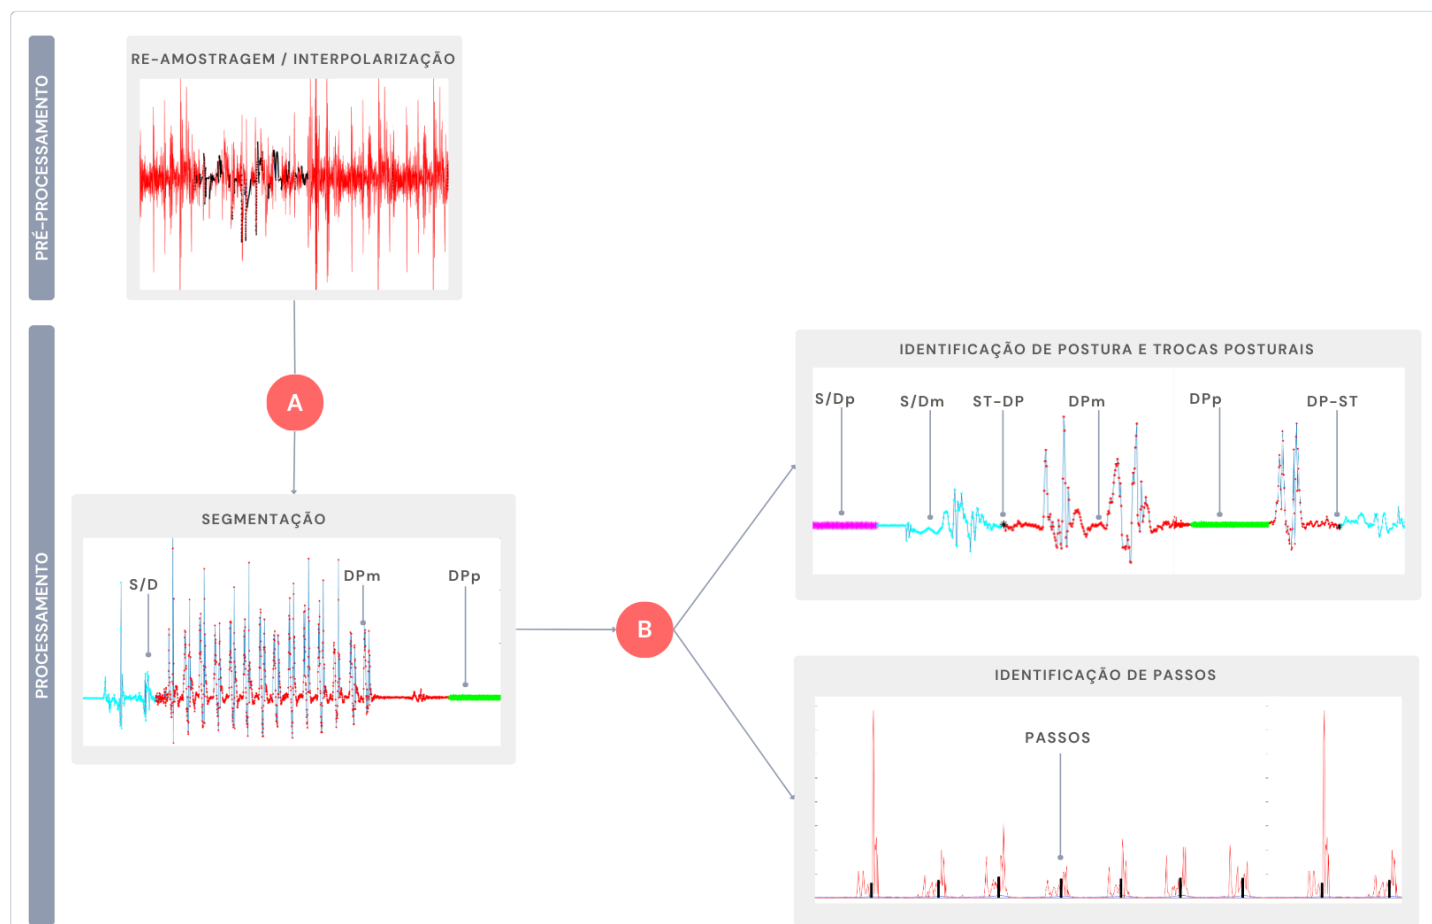 PRÉ-PROCESSAMENTO
RE-AMOSTRAGEM / INTERPOLARIZAÇÃO
A
PROCESSAMENTO
SEGMENTAÇÃO
S/D
DPm
DPp
B
IDENTIFICAÇÃO DE POSTURA E TROCAS POSTURAIS
S/Dp
S/Dm
ST-DP
DPm
DPp
DP-ST
IDENTIFICAÇÃO DE PASSOS
PASSOS